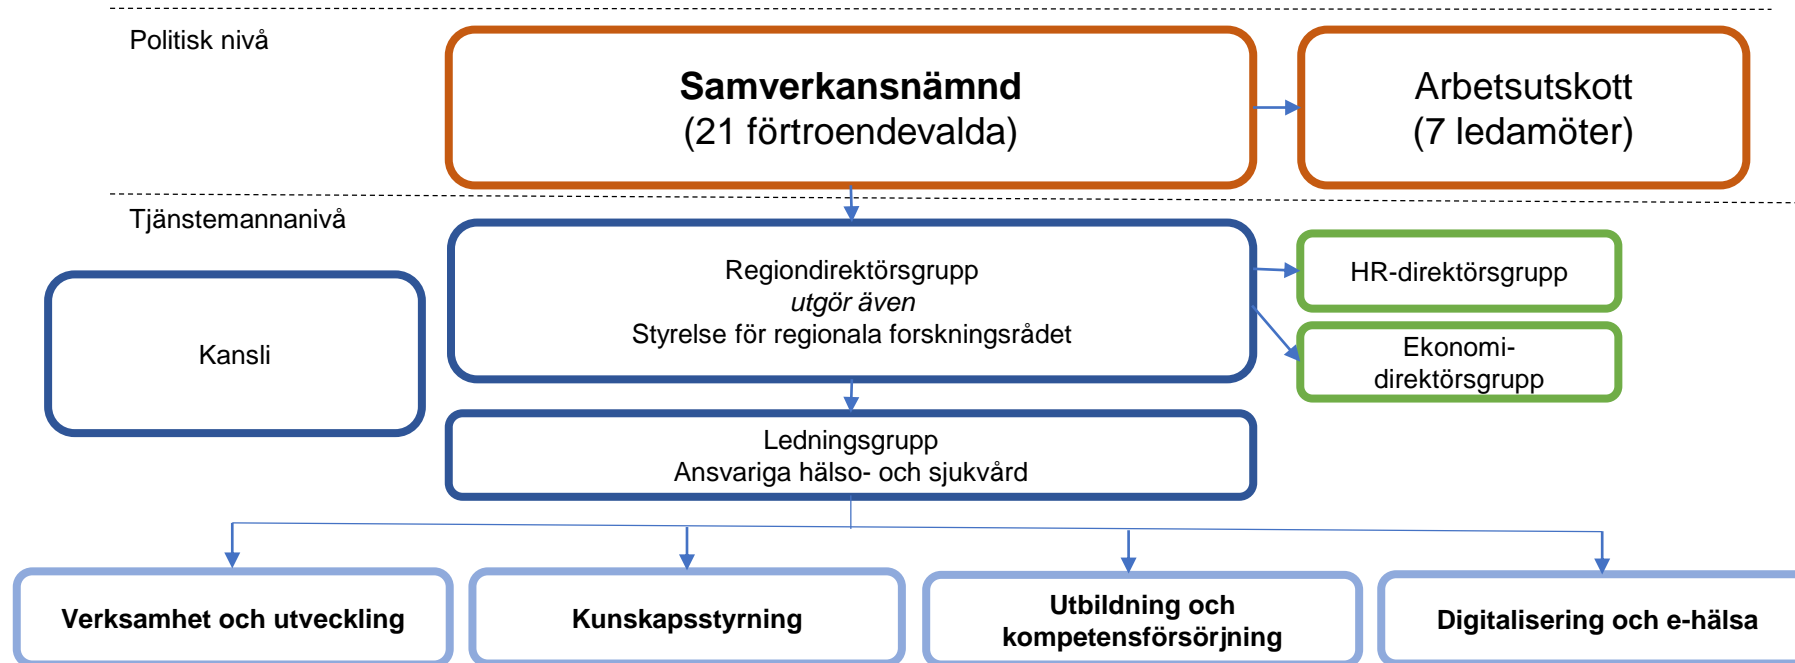 Politisk nivå
Samverkansnämnd
(21 förtroendevalda)
Arbetsutskott
(7 ledamöter)
Tjänstemannanivå
Kansli
Regiondirektörsgrupp
utgör även
Styrelse för regionala forskningsrådet
HR-direktörsgrupp
Ekonomi-
direktörsgrupp
Ledningsgrupp
Ansvariga hälso- och sjukvård
Verksamhet och utveckling
Kunskapsstyrning
Utbildning och
kompetensförsörjning
Digitalisering och e-hälsa